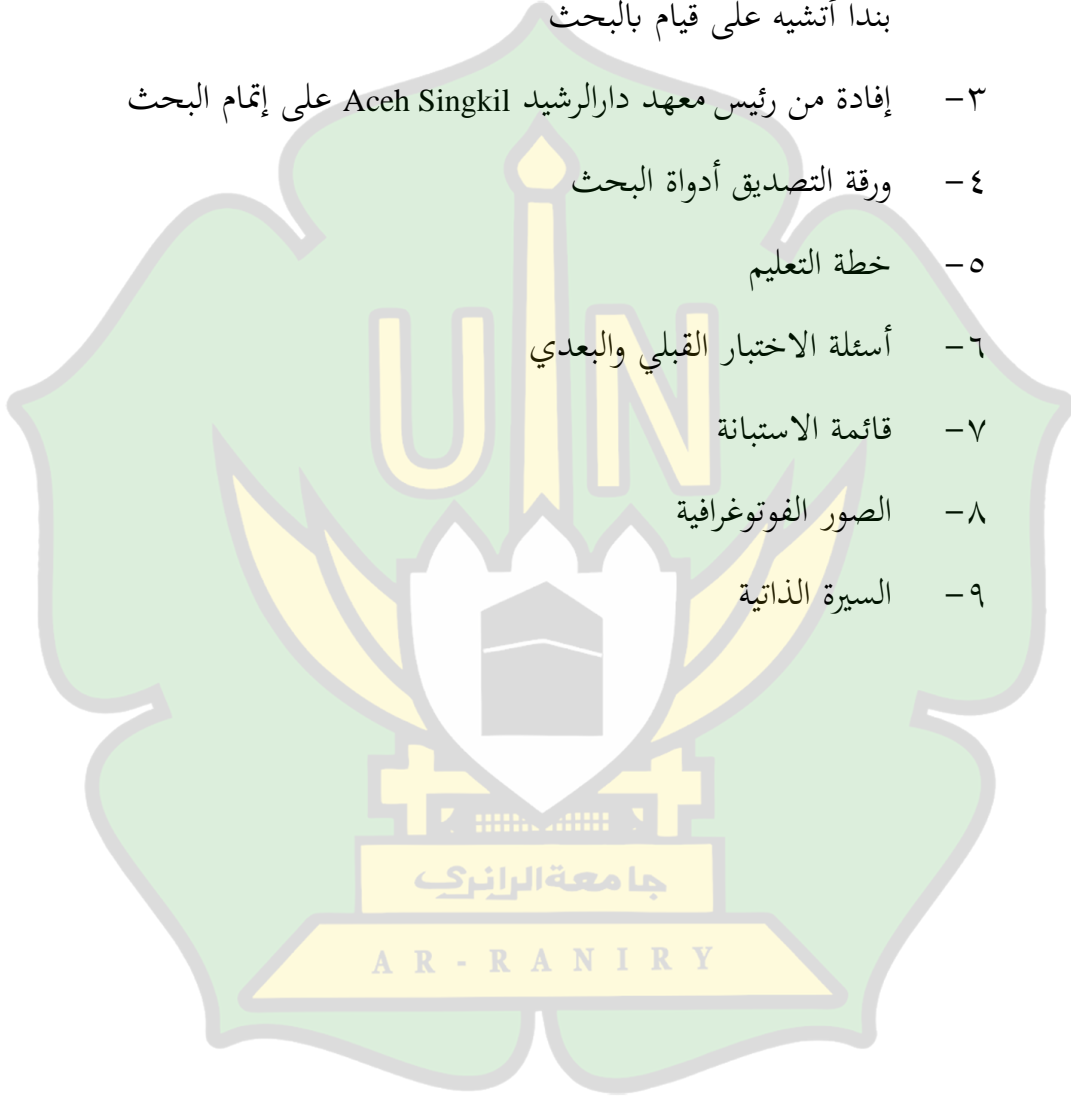 بندا أتشيه على قيام بالبحث
٣- إفادة من رئيس معهد دارالرشيد Aceh Singkil على إتمام البحث
٤- ورقة التصديق أدواة البحث
٥- خطة التعليم
٦- أسئلة الاختبار القبلي والبعدي
٧- قائمة الاستبانة
٨- الصور الفوتوغرافية
٩- السيرة الذاتية
UIN
جامعةالرانري
AR-RANIRY